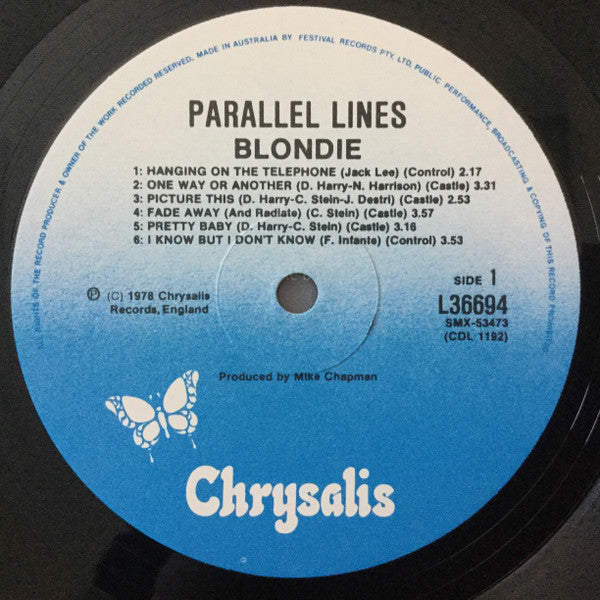 ALL RIGHTS OF THE RECORD PRODUCER & OWNER OF THE WORK RECORDED RESERVED. MADE IN AUSTRALIA BY FESTIVAL RECORDS PTY. LTD. PUBLIC PERFORMANCE, BROADCASTING & COPYING OF THIS RECORD PROHIBITED
PARALLEL LINES
BLONDIE
1: HANGING ON THE TELEPHONE (Jack Lee) (Control) 2.17
2: ONE WAY OR ANOTHER (D. Harry-N. Harrison) (Castle) 3.31
3: PICTURE THIS (D. Harry-C. Stein-J. Destri) (Castle) 2.53
4: FADE AWAY (And Radiate) (C. Stein) (Castle) 3.57
5: PRETTY BABY (D. Harry-C. Stein) (Castle) 3.16
6: I KNOW BUT I DON'T KNOW (F. Infante) (Control) 3.53
SIDE 1
Ⓟ (C) 1978 Chrysalis
Records, England
L36694
SMX-53473
(CDL 1192)
Produced by Mike Chapman
Chrysalis